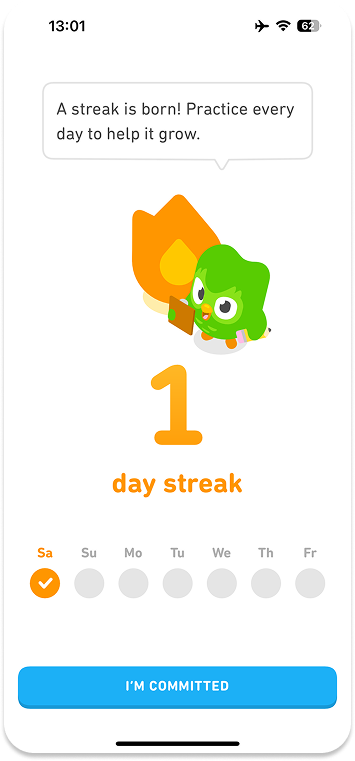 13:01
62
A streak is born! Practice every
day to help it grow.
1
day streak
Sa Su Mo Tu We Th Fr
I'M COMMITTED